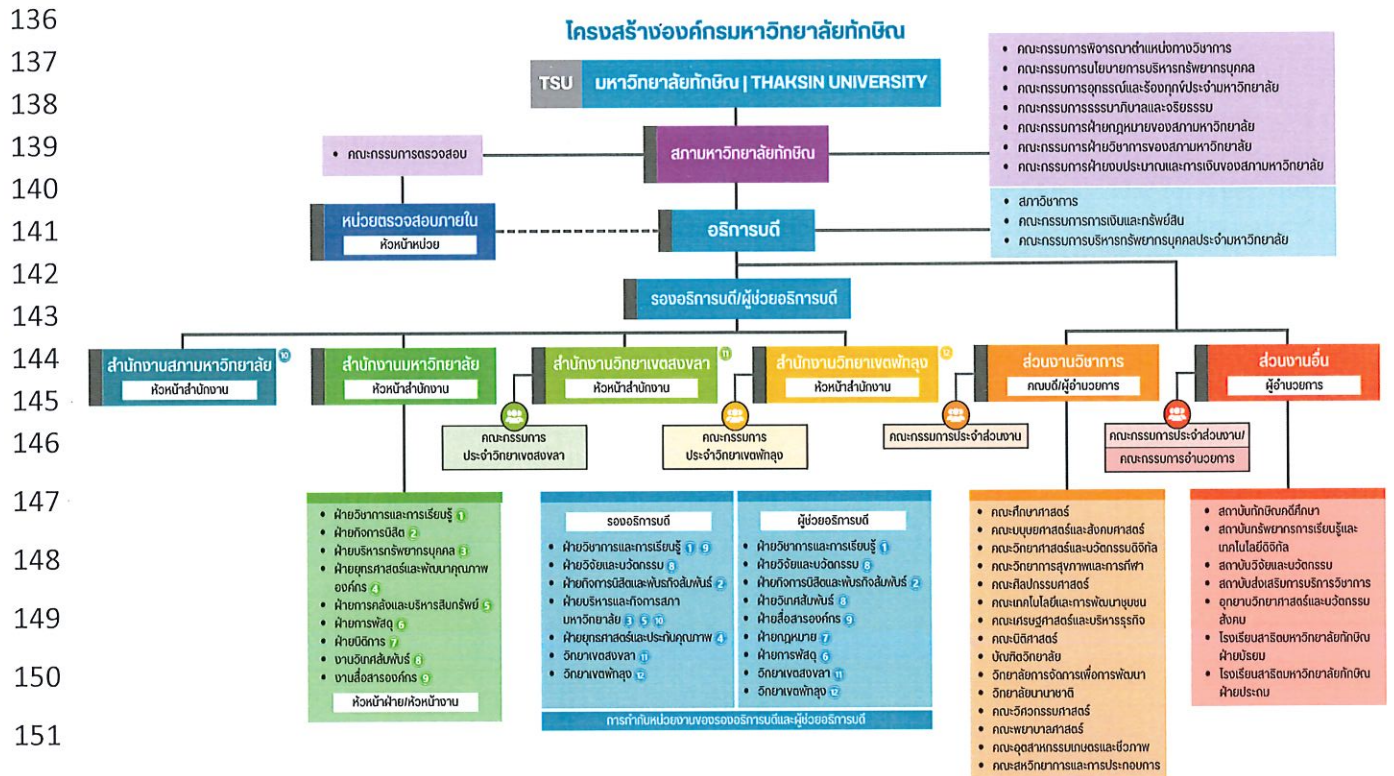 136
137
138
139
140
141
142
143
144
145
146
147
148
149
150
151
โครงสร้างองค์กรมหาวิทยาลัยทักษิณ
TSU มหาวิทยาลัยทักษิณ | THAKSIN UNIVERSITY
• คณะกรรมการพิจารณาตำแหน่งทางวิชาการ
• คณะกรรมการนโยบายการบริหารทรัพยากรบุคคล
• คณะกรรมการอุทธรณ์และร้องทุกข์ประจำมหาวิทยาลัย
• คณะกรรมการธรรมาภิบาลและจริยธรรม
• คณะกรรมการฝ่ายกฎหมายของสภามหาวิทยาลัย
• คณะกรรมการฝ่ายวิชาการของสภามหาวิทยาลัย
• คณะกรรมการฝ่ายงบประมาณและการเงินของสภามหาวิทยาลัย
• คณะกรรมการตรวจสอบ
สภามหาวิทยาลัยทักษิณ
หน่วยตรวจสอบภายใน
หัวหน้าหน่วย
อธิการบดี
• สภาวิชาการ
• คณะกรรมการการเงินและทรัพย์สิน
• คณะกรรมการบริหารทรัพยากรบุคคลประจำมหาวิทยาลัย
รองอธิการบดี/ผู้ช่วยอธิการบดี
สำนักงานสภามหาวิทยาลัย 10
หัวหน้าสำนักงาน
สำนักงานมหาวิทยาลัย
หัวหน้าสำนักงาน
สำนักงานวิทยาเขตสงขลา 11
หัวหน้าสำนักงาน
สำนักงานวิทยาเขตพัทลุง 12
หัวหน้าสำนักงาน
ส่วนงานวิชาการ
คณบดี/ผู้อำนวยการ
ส่วนงานอื่น
ผู้อำนวยการ
คณะกรรมการ
ประจำวิทยาเขตสงขลา
คณะกรรมการ
ประจำวิทยาเขตพัทลุง
คณะกรรมการประจำส่วนงาน
คณะกรรมการประจำส่วนงาน/
คณะกรรมการอำนวยการ
• ฝ่ายวิชาการและการเรียนรู้ 1
• ฝ่ายกิจการนิสิต 2
• ฝ่ายบริหารทรัพยากรบุคคล 3
• ฝ่ายยุทธศาสตร์และพัฒนาคุณภาพ
องค์กร 4
• ฝ่ายการคลังและบริหารสินทรัพย์ 5
• ฝ่ายการพัสดุ 6
• ฝ่ายนิติการ 7
• งานวิเทศสัมพันธ์ 8
• งานสื่อสารองค์กร 9
หัวหน้าฝ่าย/หัวหน้างาน
รองอธิการบดี
• ฝ่ายวิชาการและการเรียนรู้ 1 9
• ฝ่ายวิจัยและนวัตกรรม 8
• ฝ่ายกิจการนิสิตและพันธกิจสัมพันธ์ 2
• ฝ่ายบริหารและกิจการสภา
มหาวิทยาลัย 3 5 10
• ฝ่ายยุทธศาสตร์และประกันคุณภาพ 4
• วิทยาเขตสงขลา 11
• วิทยาเขตพัทลุง 12
ผู้ช่วยอธิการบดี
• ฝ่ายวิชาการและการเรียนรู้ 1
• ฝ่ายวิจัยและนวัตกรรม 8
• ฝ่ายกิจการนิสิตและพันธกิจสัมพันธ์ 2
• ฝ่ายวิเทศสัมพันธ์ 8
• ฝ่ายสื่อสารองค์กร 9
• ฝ่ายกฎหมาย 7
• ฝ่ายการพัสดุ 6
• วิทยาเขตสงขลา 11
• วิทยาเขตพัทลุง 12
การกำกับหน่วยงานของรองอธิการบดีและผู้ช่วยอธิการบดี
• คณะศึกษาศาสตร์
• คณะมนุษยศาสตร์และสังคมศาสตร์
• คณะวิทยาศาสตร์และนวัตกรรมดิจิทัล
• คณะวิทยาการสุขภาพและการกีฬา
• คณะศิลปกรรมศาสตร์
• คณะเทคโนโลยีและการพัฒนาชุมชน
• คณะเศรษฐศาสตร์และบริหารธุรกิจ
• คณะนิติศาสตร์
• บัณฑิตวิทยาลัย
• วิทยาลัยการจัดการเพื่อการพัฒนา
• วิทยาลัยนานาชาติ
• คณะวิศวกรรมศาสตร์
• คณะพยาบาลศาสตร์
• คณะอุตสาหกรรมเกษตรและชีวภาพ
• คณะสหวิทยาการและการประกอบการ
• สถาบันทักษิณคดีศึกษา
• สถาบันทรัพยากรการเรียนรู้และ
เทคโนโลยีดิจิทัล
• สถาบันวิจัยและนวัตกรรม
• สถาบันส่งเสริมการบริการวิชาการ
• อุทยานวิทยาศาสตร์และนวัตกรรม
สังคม
• โรงเรียนสาธิตมหาวิทยาลัยทักษิณ
ฝ่ายมัธยม
• โรงเรียนสาธิตมหาวิทยาลัยทักษิณ
ฝ่ายประถม